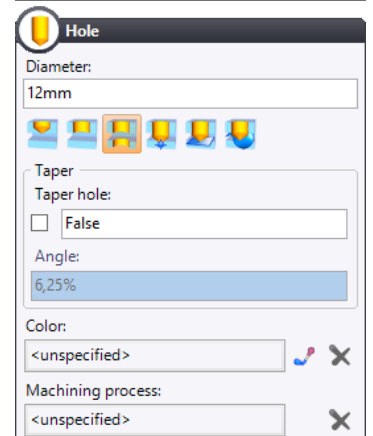 Hole
Diameter:
12mm
Taper
Taper hole:
False
Angle:
6,25%
Color:
<unspecified>
Machining process:
<unspecified>